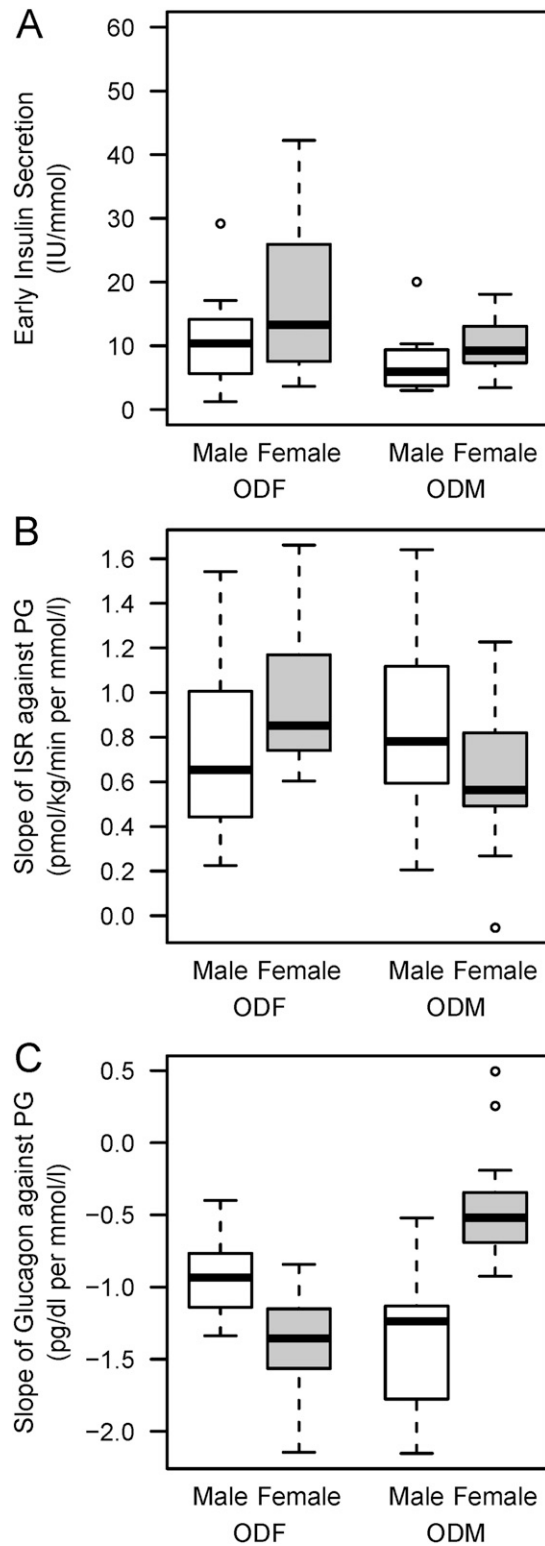 A
Early Insulin Secretion
(IU/mmol)
60
50
40
30
20
10
0
Male Female Male Female
ODF ODM
B
Slope of ISR against PG
(pmol/kg/min per mmol/l)
1.6
1.4
1.2
1.0
0.8
0.6
0.4
0.2
0.0
Male Female Male Female
ODF ODM
C
Slope of Glucagon against PG
(pg/dl per mmol/l)
0.5
0.0
−0.5
−1.0
−1.5
−2.0
Male Female Male Female
ODF ODM